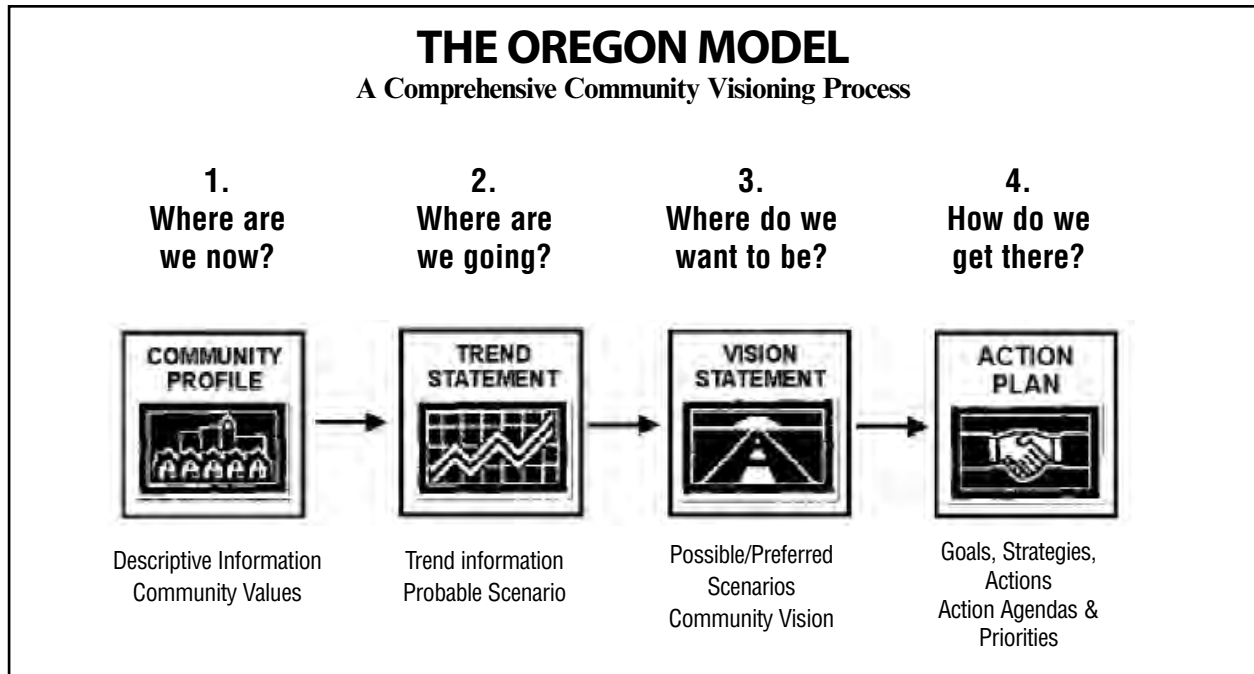 THE OREGON MODEL
A Comprehensive Community Visioning Process
1.
Where are
we now?
COMMUNITY
PROFILE
Descriptive Information
Community Values
2.
Where are
we going?
TREND
STATEMENT
Trend information
Probable Scenario
3.
Where do we
want to be?
VISION
STATEMENT
Possible/Preferred
Scenarios
Community Vision
4.
How do we
get there?
ACTION
PLAN
Goals, Strategies,
Actions
Action Agendas &
Priorities